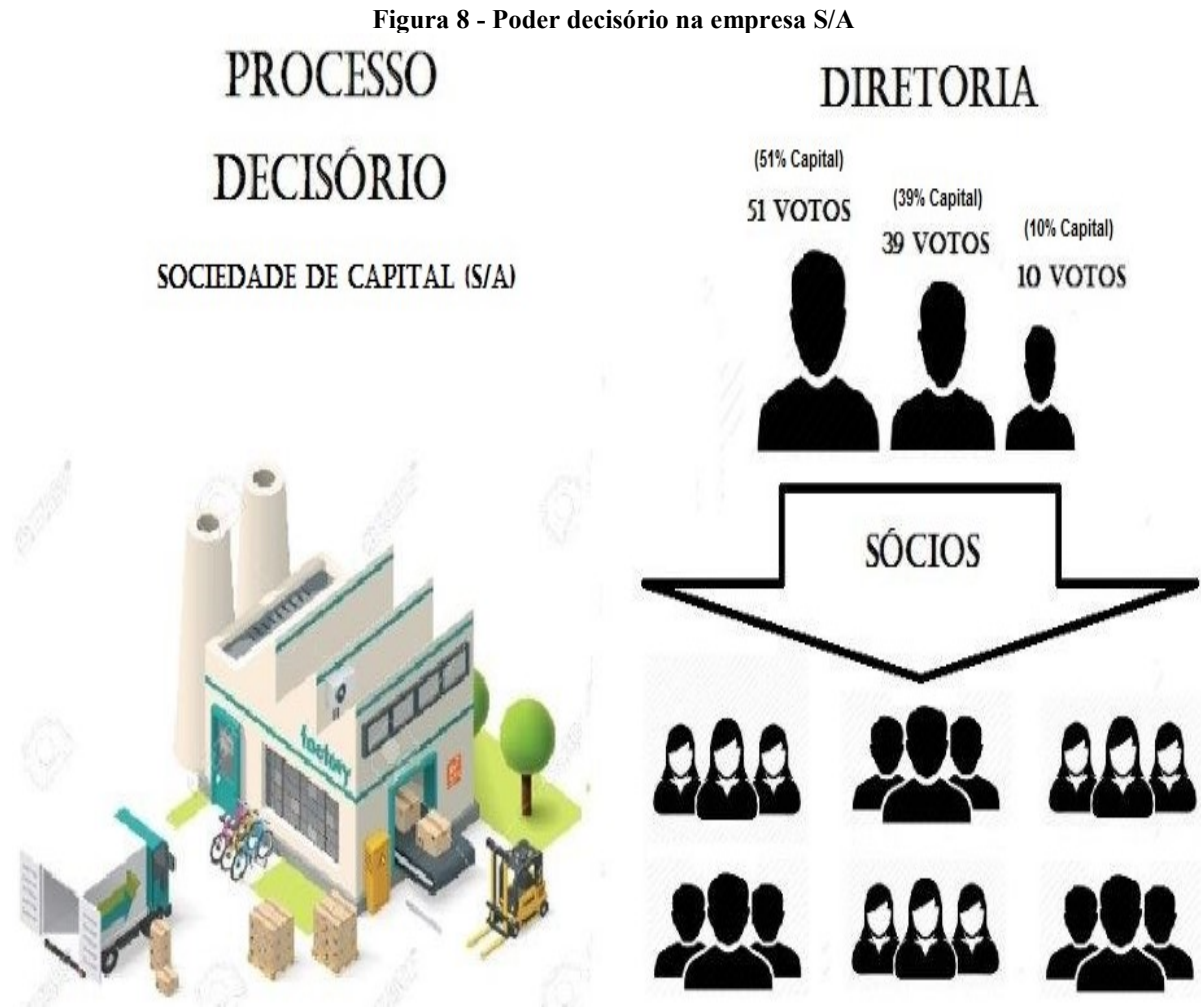 Figura 8 - Poder decisório na empresa S/A
PROCESSO
DECISÓRIO
SOCIEDADE DE CAPITAL (S/A)
DIRETORIA
(51% Capital)
51 VOTOS
(39% Capital)
39 VOTOS
(10% Capital)
10 VOTOS
SÓCIOS
factory